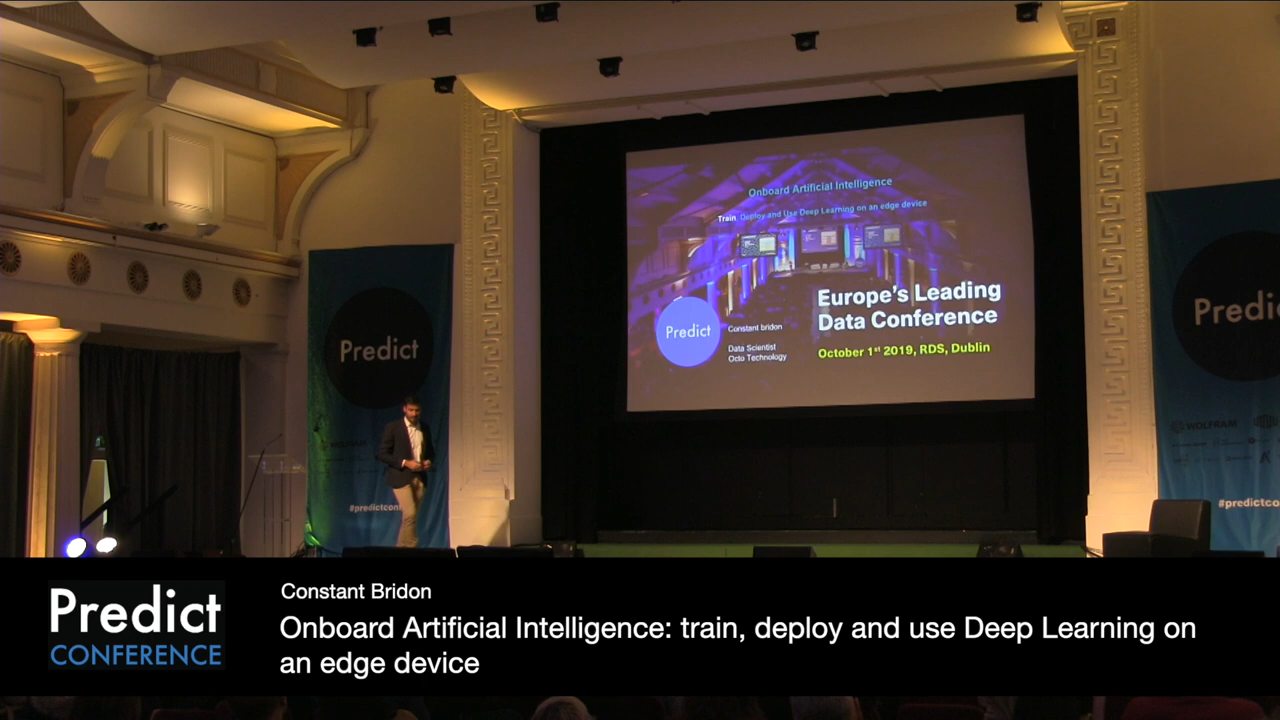 Onboard Artificial Intelligence
Train Deploy and Use Deep Learning on an edge device
Europe's Leading
Data Conference
Predict
Constant bridon
Data Scientist
Octo Technology
October 1st 2019, RDS, Dublin
Predict
#predictcon
Predic
WOLFRAM
#predictco
Predict
CONFERENCE
Constant Bridon
Onboard Artificial Intelligence: train, deploy and use Deep Learning on
an edge device